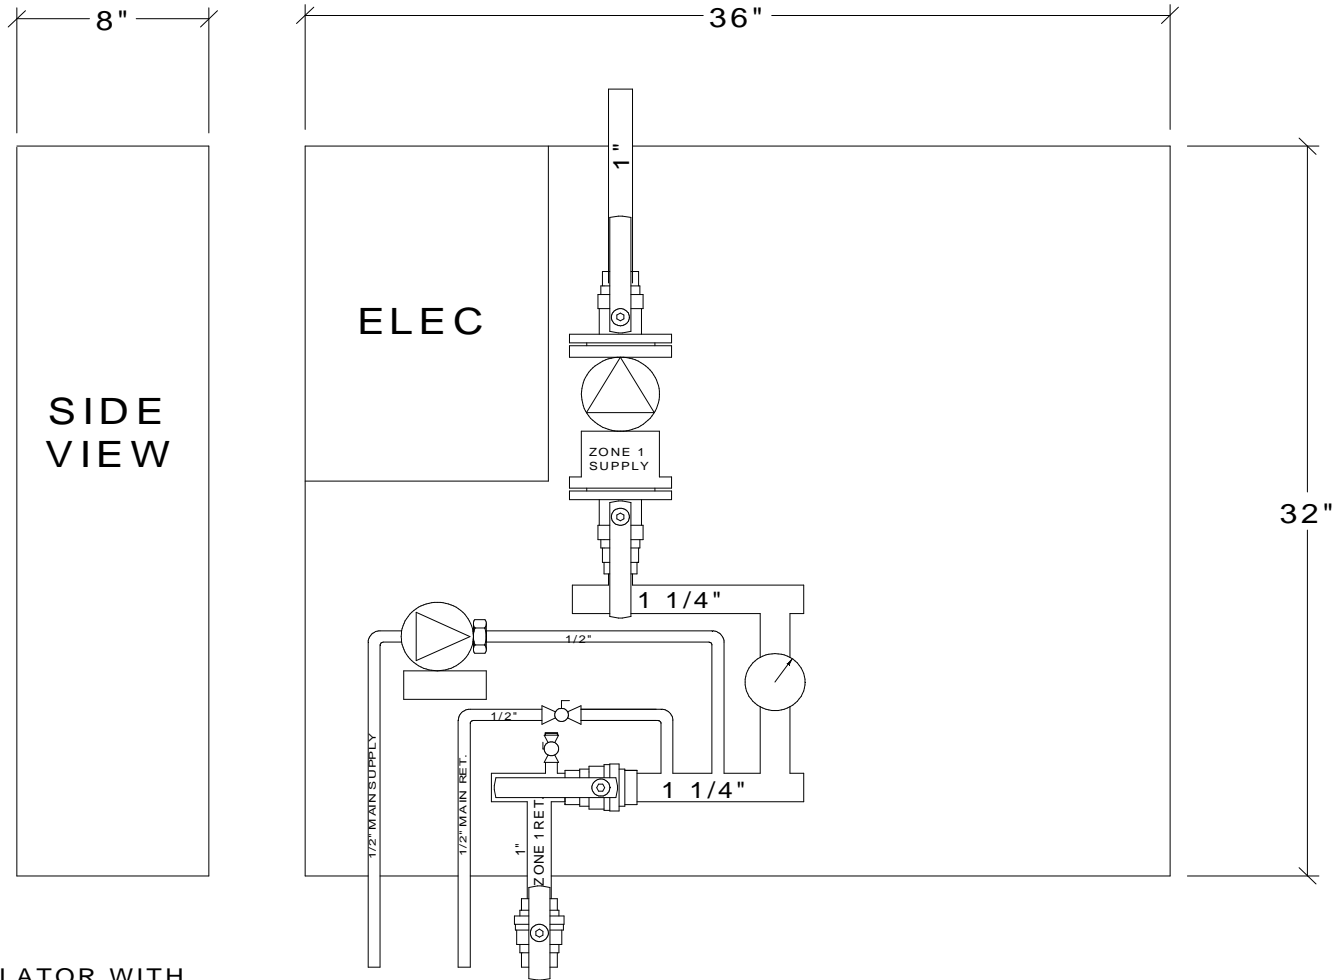 8"
36"
1"
ELEC
SIDE
VIEW
ZONE 1
SUPPLY
32"
1 1/4"
1/2"
1/2"
1/2" MAIN SUPPLY
1/2" MAIN RET.
1 1/4"
1"
ZONE 1 RET.
LATOR WITH